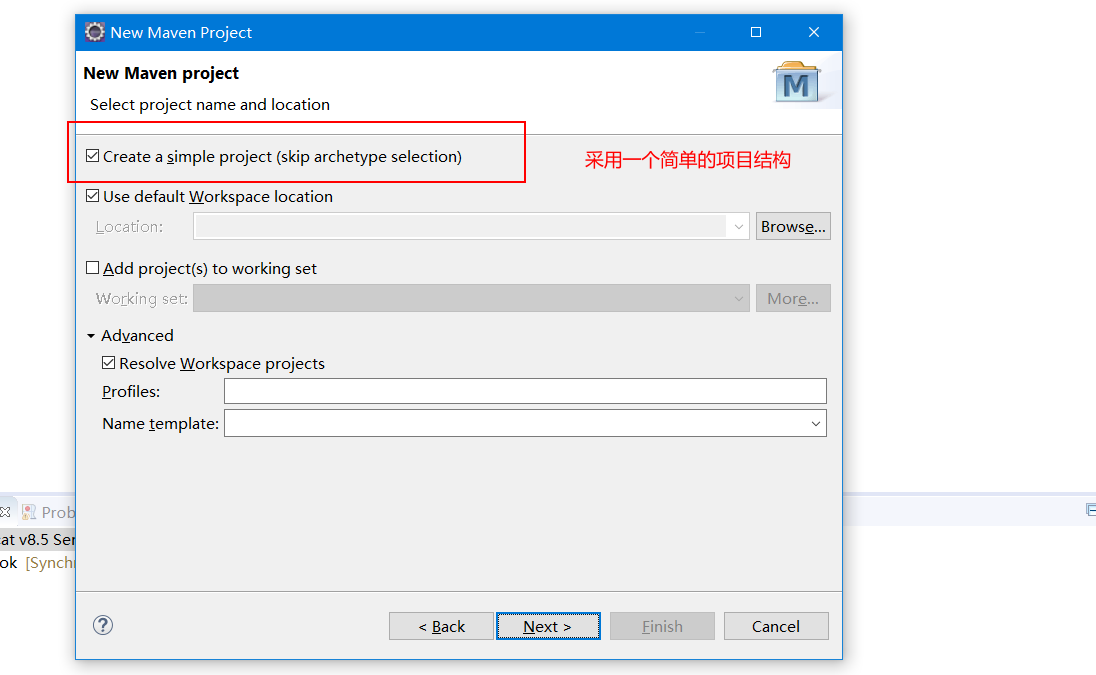 New Maven Project
New Maven project
Select project name and location
Create a simple project (skip archetype selection)
采用一个简单的项目结构
Use default Workspace location
Location:
Browse...
Add project(s) to working set
Working set:
More...
Advanced
Resolve Workspace projects
Profiles:
Name template:
Prob
cat v8.5 Ser
ok [Synchr
< Back
Next >
Finish
Cancel